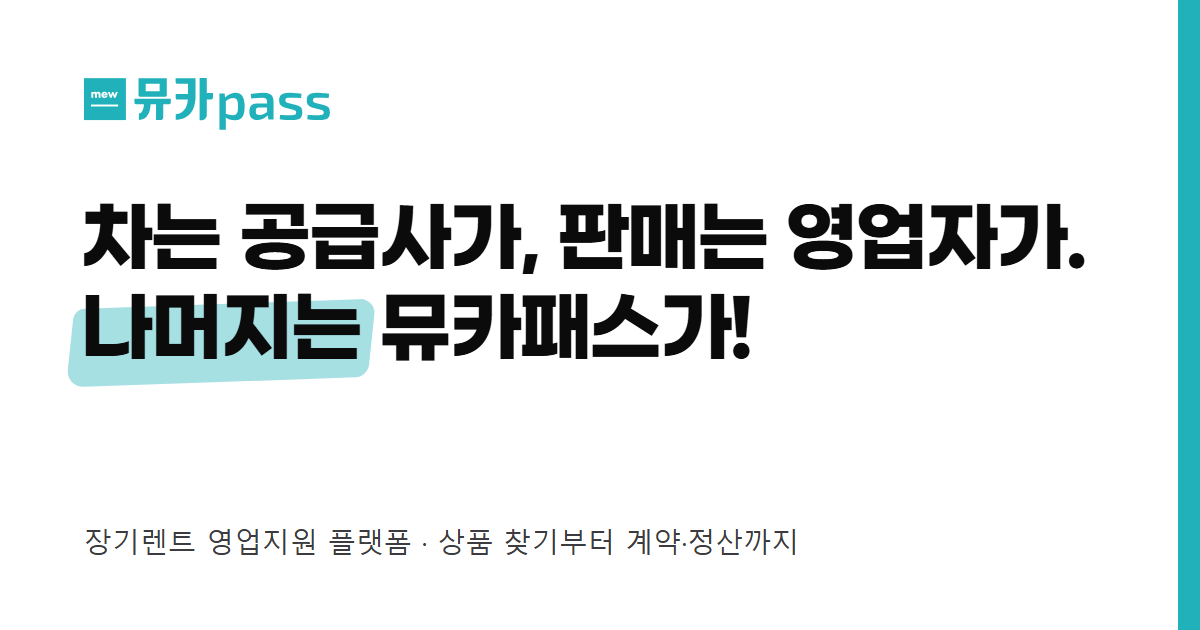 mew 뮤카pass
차는 공급사가, 판매는 영업자가.
나머지는 뮤카패스가!
장기렌트 영업지원 플랫폼 · 상품 찾기부터 계약·정산까지